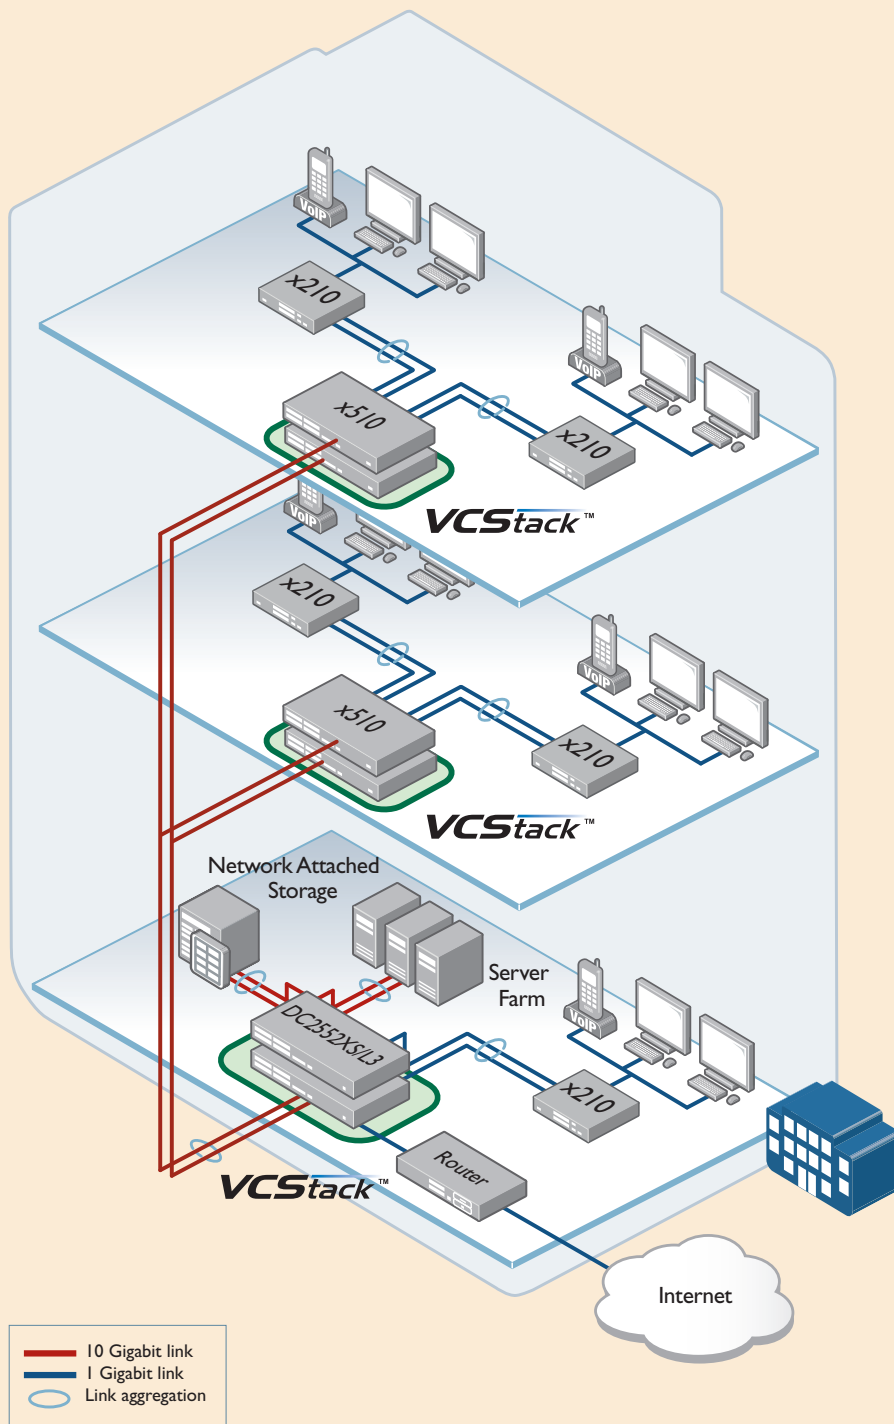 VoIP
x210
VoIP
x510
x210
VCStack™
VoIP
x210
VoIP
x510
x210
VCStack™
Network Attached
Storage
Server
Farm
VoIP
DC2552XS/L3
x210
Router
VCStack™
Internet
10 Gigabit link
1 Gigabit link
Link aggregation